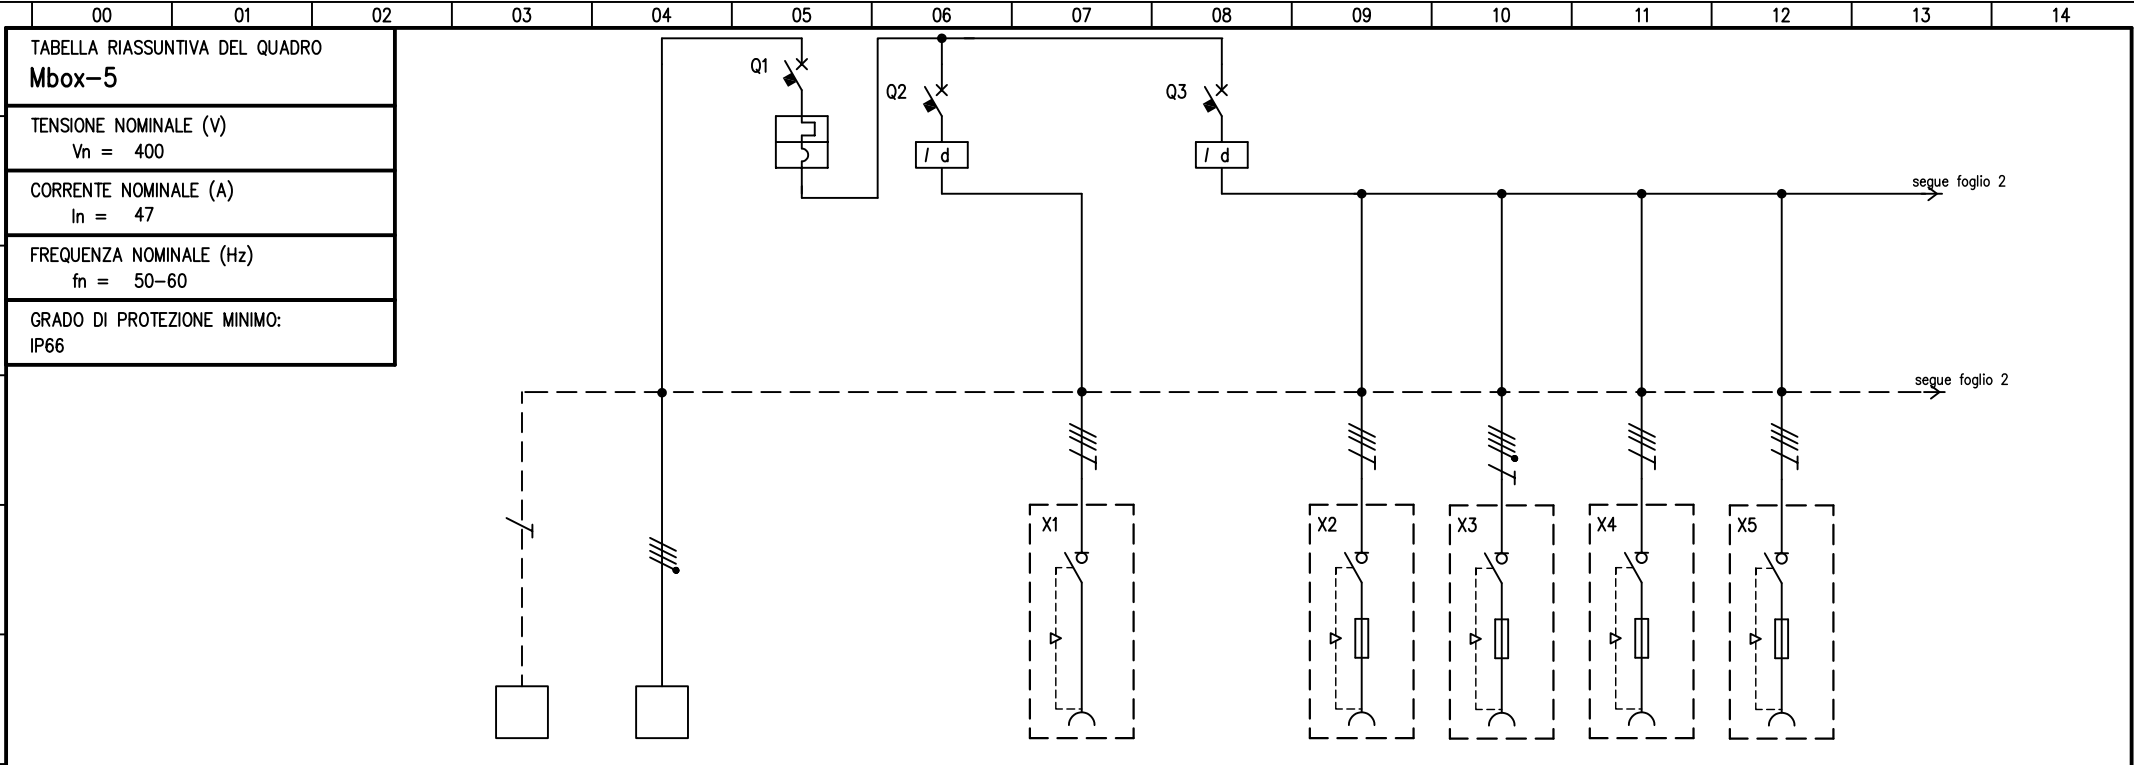 00 01 02 03 04 05 06 07 08 09 10 11 12 13 14
TABELLA RIASSUNTIVA DEL QUADRO
Mbox-5
TENSIONE NOMINALE (V)
Vn = 400
CORRENTE NOMINALE (A)
In = 47
FREQUENZA NOMINALE (Hz)
fn = 50-60
GRADO DI PROTEZIONE MINIMO:
IP66
Q1
Q2
Q3
I d
I d
segue foglio 2
segue foglio 2
X1
X2
X3
X4
X5